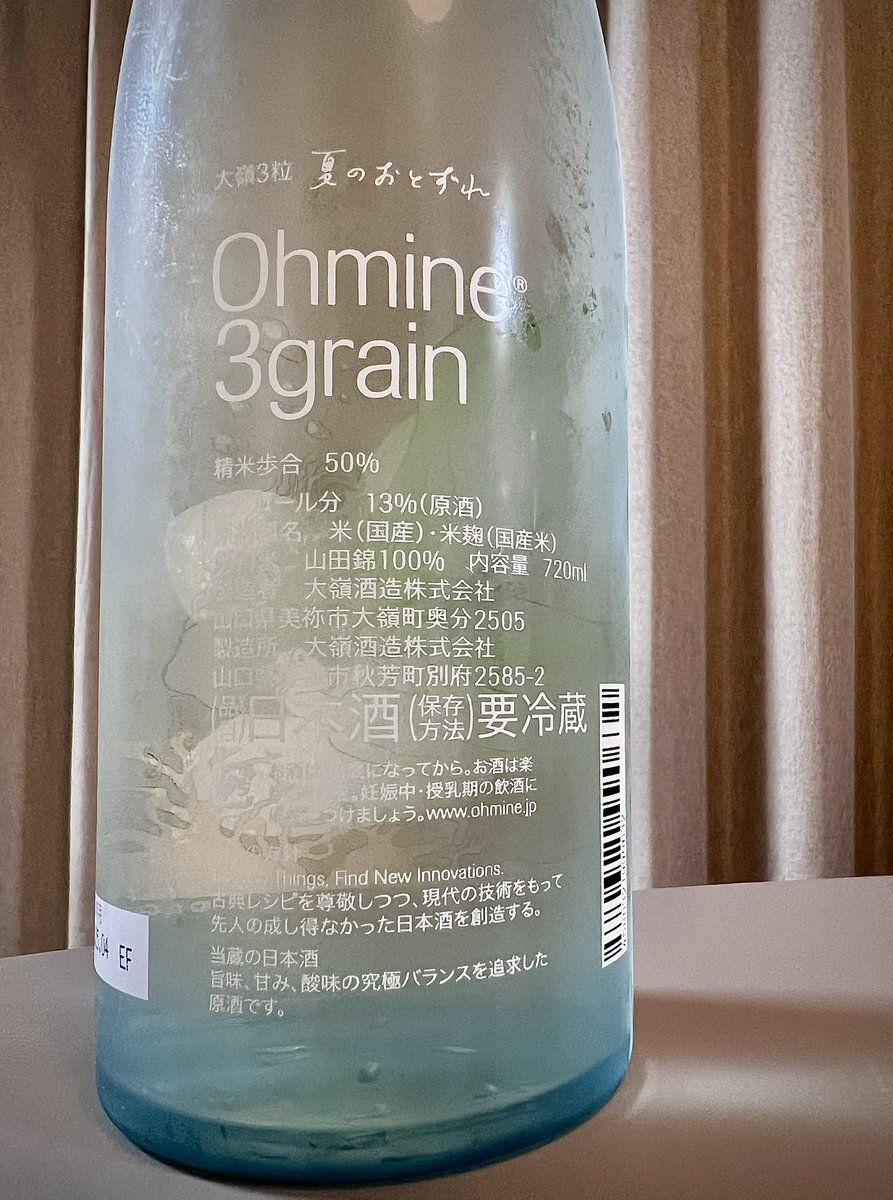 大嶺3粒 夏のおとずれ
Ohmine®
3grain
精米歩合 50%
ール分 13%(原酒)
名 米(国産)・米麹(国産米)
山田錦100% 内容量 720ml
者 大嶺酒造株式会社
山口県美祢市大嶺町奥分2505
製造所 大嶺酒造株式会社
山口 市秋芳町別府2585-2
(品 日 酒(保存方法)要冷蔵
お酒 になってから。お酒は楽
。妊娠中・授乳期の飲酒に
つけましょう。www.ohmine.jp
Things, Find New Innovations.
古典レシピを尊敬しつつ、現代の技術をもって
先人の成し得なかった日本酒を創造する。
当蔵の日本酒
旨味、甘み、酸味の究極バランスを追求した
原酒です。
04 EF